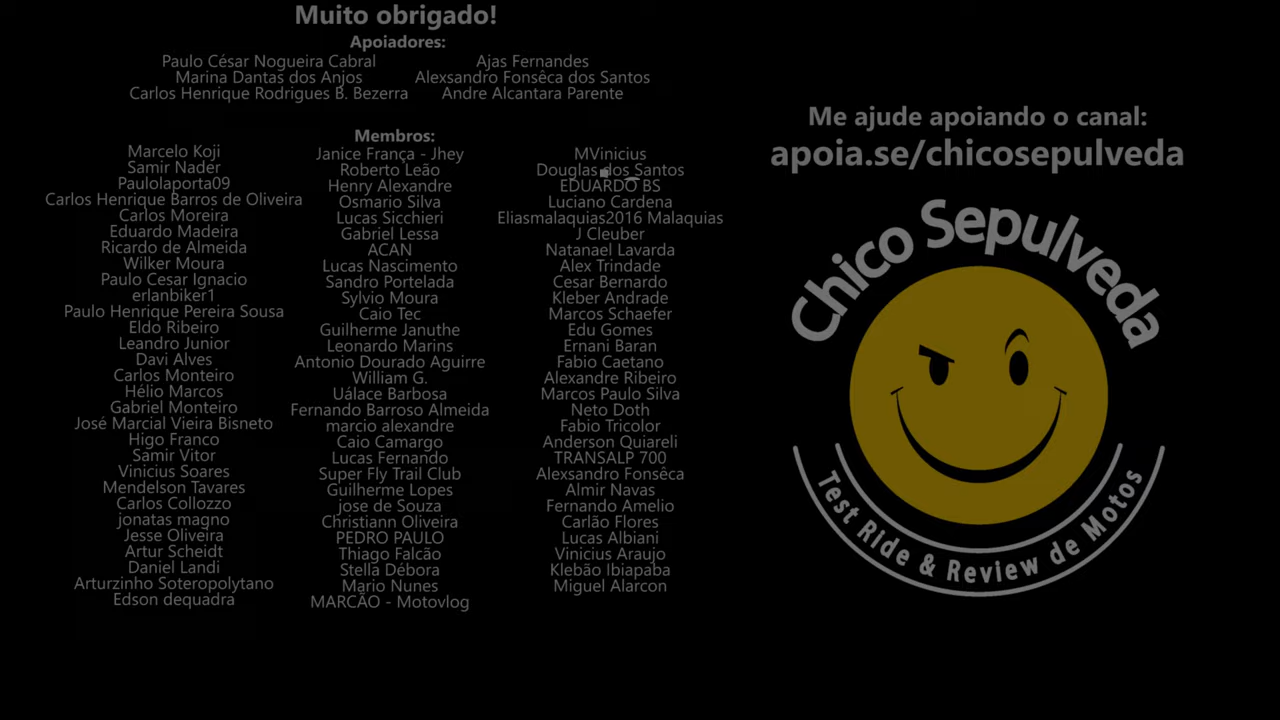 Muito obrigado!
Apoiadores:
Paulo César Nogueira Cabral
Marina Dantas dos Anjos
Carlos Henrique Rodrigues B. Bezerra
Ajas Fernandes
Alexsandro Fonsêca dos Santos
Andre Alcantara Parente
Membros:
Marcelo Koji
Samir Nader
Paulolaporta09
Carlos Henrique Barros de Oliveira
Carlos Moreira
Eduardo Madeira
Ricardo de Almeida
Wilker Moura
Paulo Cesar Ignacio
erlanbiker1
Paulo Henrique Pereira Sousa
Eldo Ribeiro
Leandro Junior
Davi Alves
Carlos Monteiro
Hélio Marcos
Gabriel Monteiro
José Marcial Vieira Bisneto
Higo Franco
Samir Vitor
Vinicius Soares
Mendelson Tavares
Carlos Collozzo
jonatas magno
Jesse Oliveira
Artur Scheidt
Daniel Landi
Arturzinho Soteropolytano
Edson dequadra
Janice França - Jhey
Roberto Leão
Henry Alexandre
Osmario Silva
Lucas Sicchieri
Gabriel Lessa
ACAN
Lucas Nascimento
Sandro Portelada
Sylvio Moura
Caio Tec
Guilherme Januthe
Leonardo Marins
Antonio Dourado Aguirre
William G.
Uálace Barbosa
Fernando Barroso Almeida
marcio alexandre
Caio Camargo
Lucas Fernando
Super Fly Trail Club
Guilherme Lopes
jose de Souza
Christiann Oliveira
PEDRO PAULO
Thiago Falcão
Stella Débora
Mario Nunes
MARCÃO - Motovlog
MVinicius
Douglas dos Santos
EDUARDO BS
Luciano Cardena
Eliasmalaquias2016 Malaquias
J Cleuber
Natanael Lavarda
Alex Trindade
Cesar Bernardo
Kleber Andrade
Marcos Schaefer
Edu Gomes
Ernani Baran
Fabio Caetano
Alexandre Ribeiro
Marcos Paulo Silva
Neto Doth
Fabio Tricolor
Anderson Quiareli
TRANSALP 700
Alexsandro Fonsêca
Almir Navas
Fernando Amelio
Carlão Flores
Lucas Albiani
Vinicius Araujo
Klebão Ibiapaba
Miguel Alarcon
Me ajude apoiando o canal:
apoia.se/chicosepulveda
Chico Sepulveda
Test Ride & Review de Motos